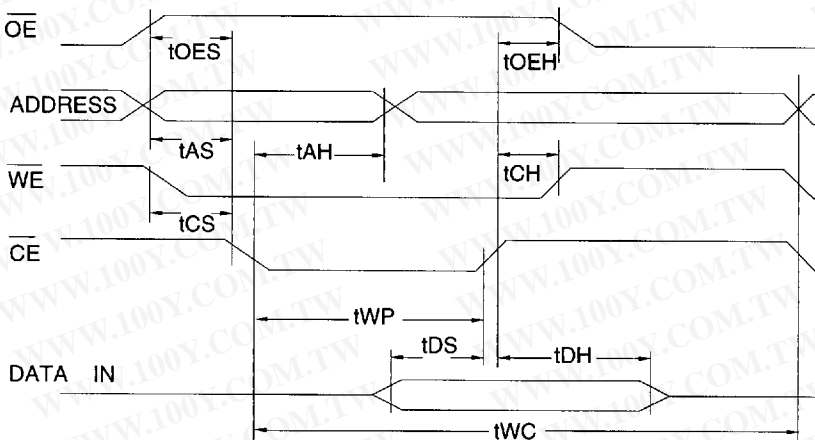 OE
tOES
tOEH
ADDRESS
tAS
tAH
tCH
WE
tCS
CE
tWP
tDS
tDH
DATA IN
tWC
WWW.100Y.COM.TW